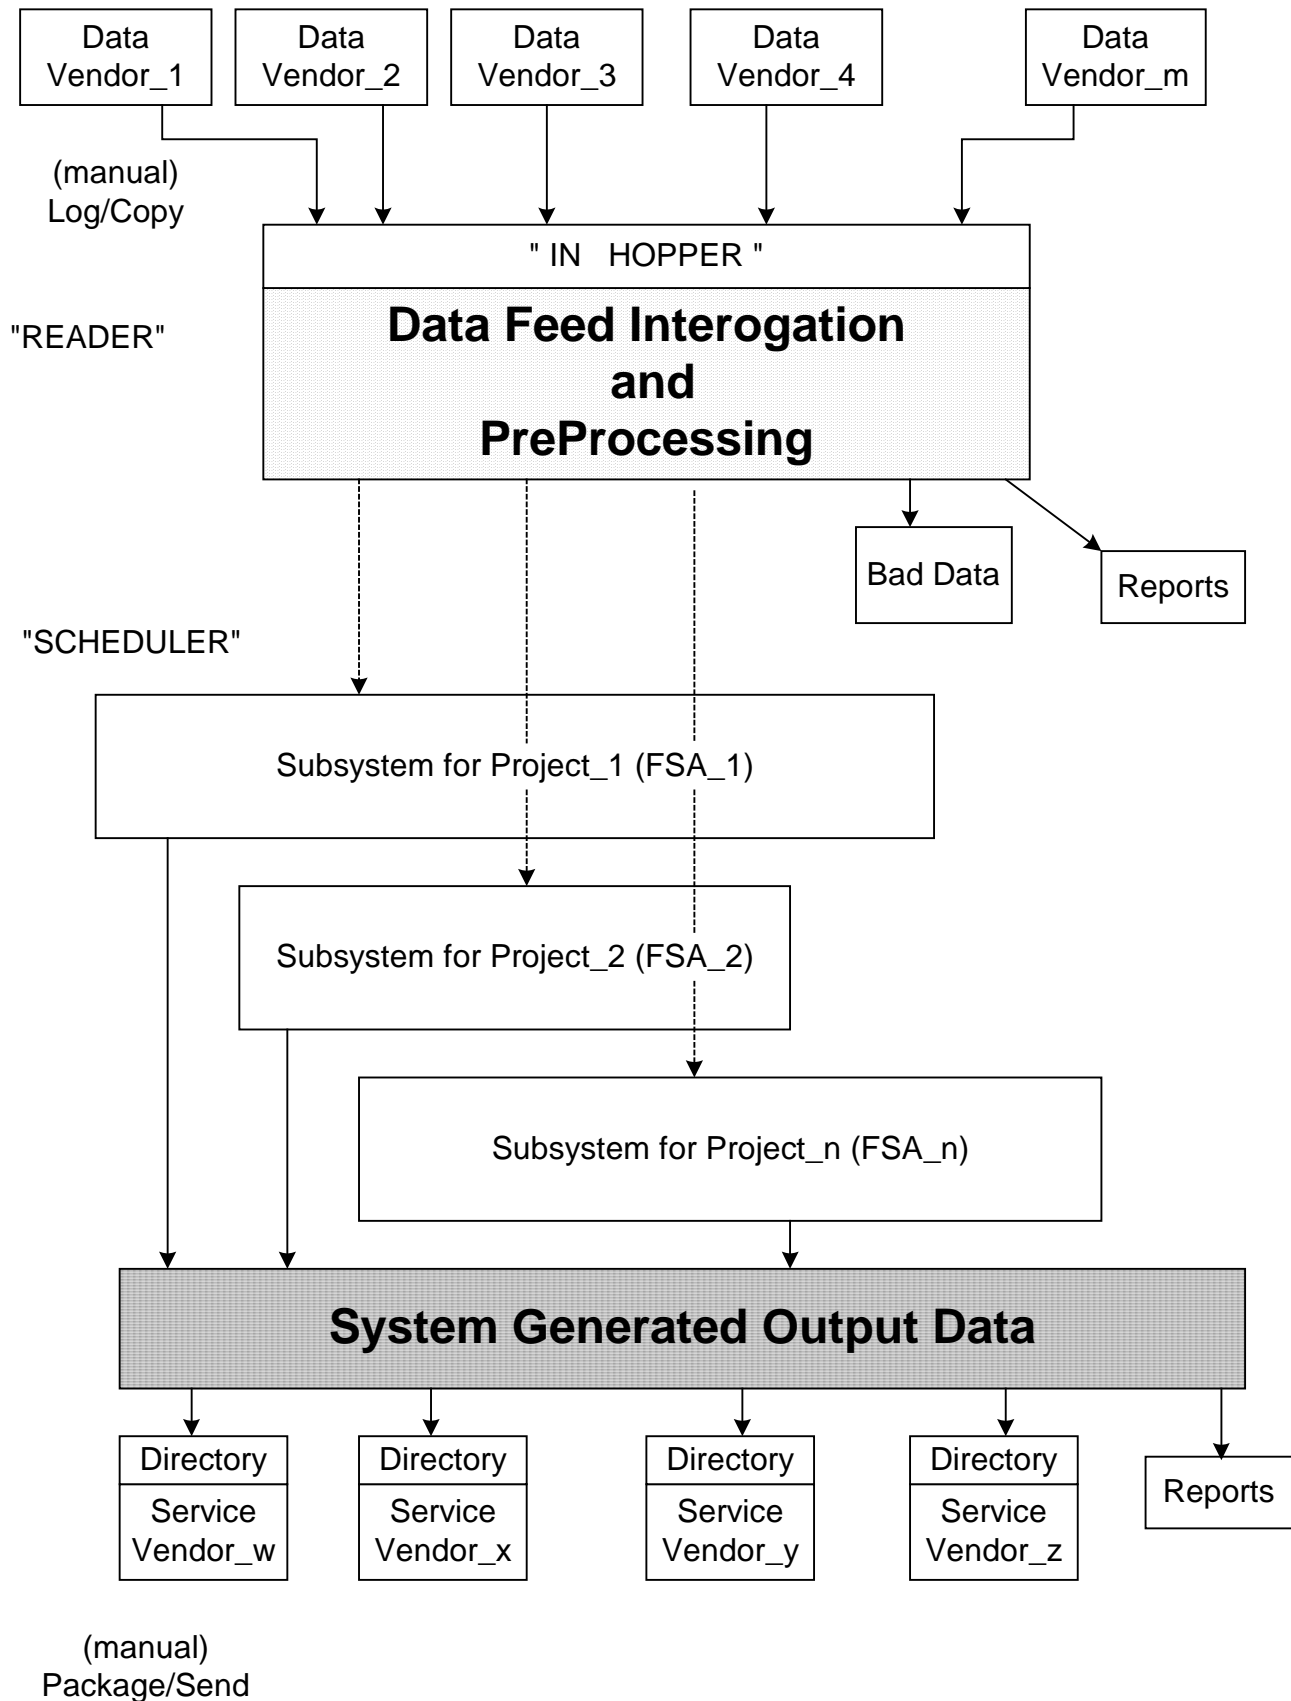 Data
Vendor_1
Data
Vendor_2
Data
Vendor_3
Data
Vendor_4
Data
Vendor_m
(manual)
Log/Copy
" IN HOPPER "
"READER"
Data Feed Interogation
and
PreProcessing
Bad Data
Reports
"SCHEDULER"
Subsystem for Project_1 (FSA_1)
Subsystem for Project_2 (FSA_2)
Subsystem for Project_n (FSA_n)
System Generated Output Data
Directory
Service
Vendor_w
Directory
Service
Vendor_x
Directory
Service
Vendor_y
Directory
Service
Vendor_z
Reports
(manual)
Package/Send